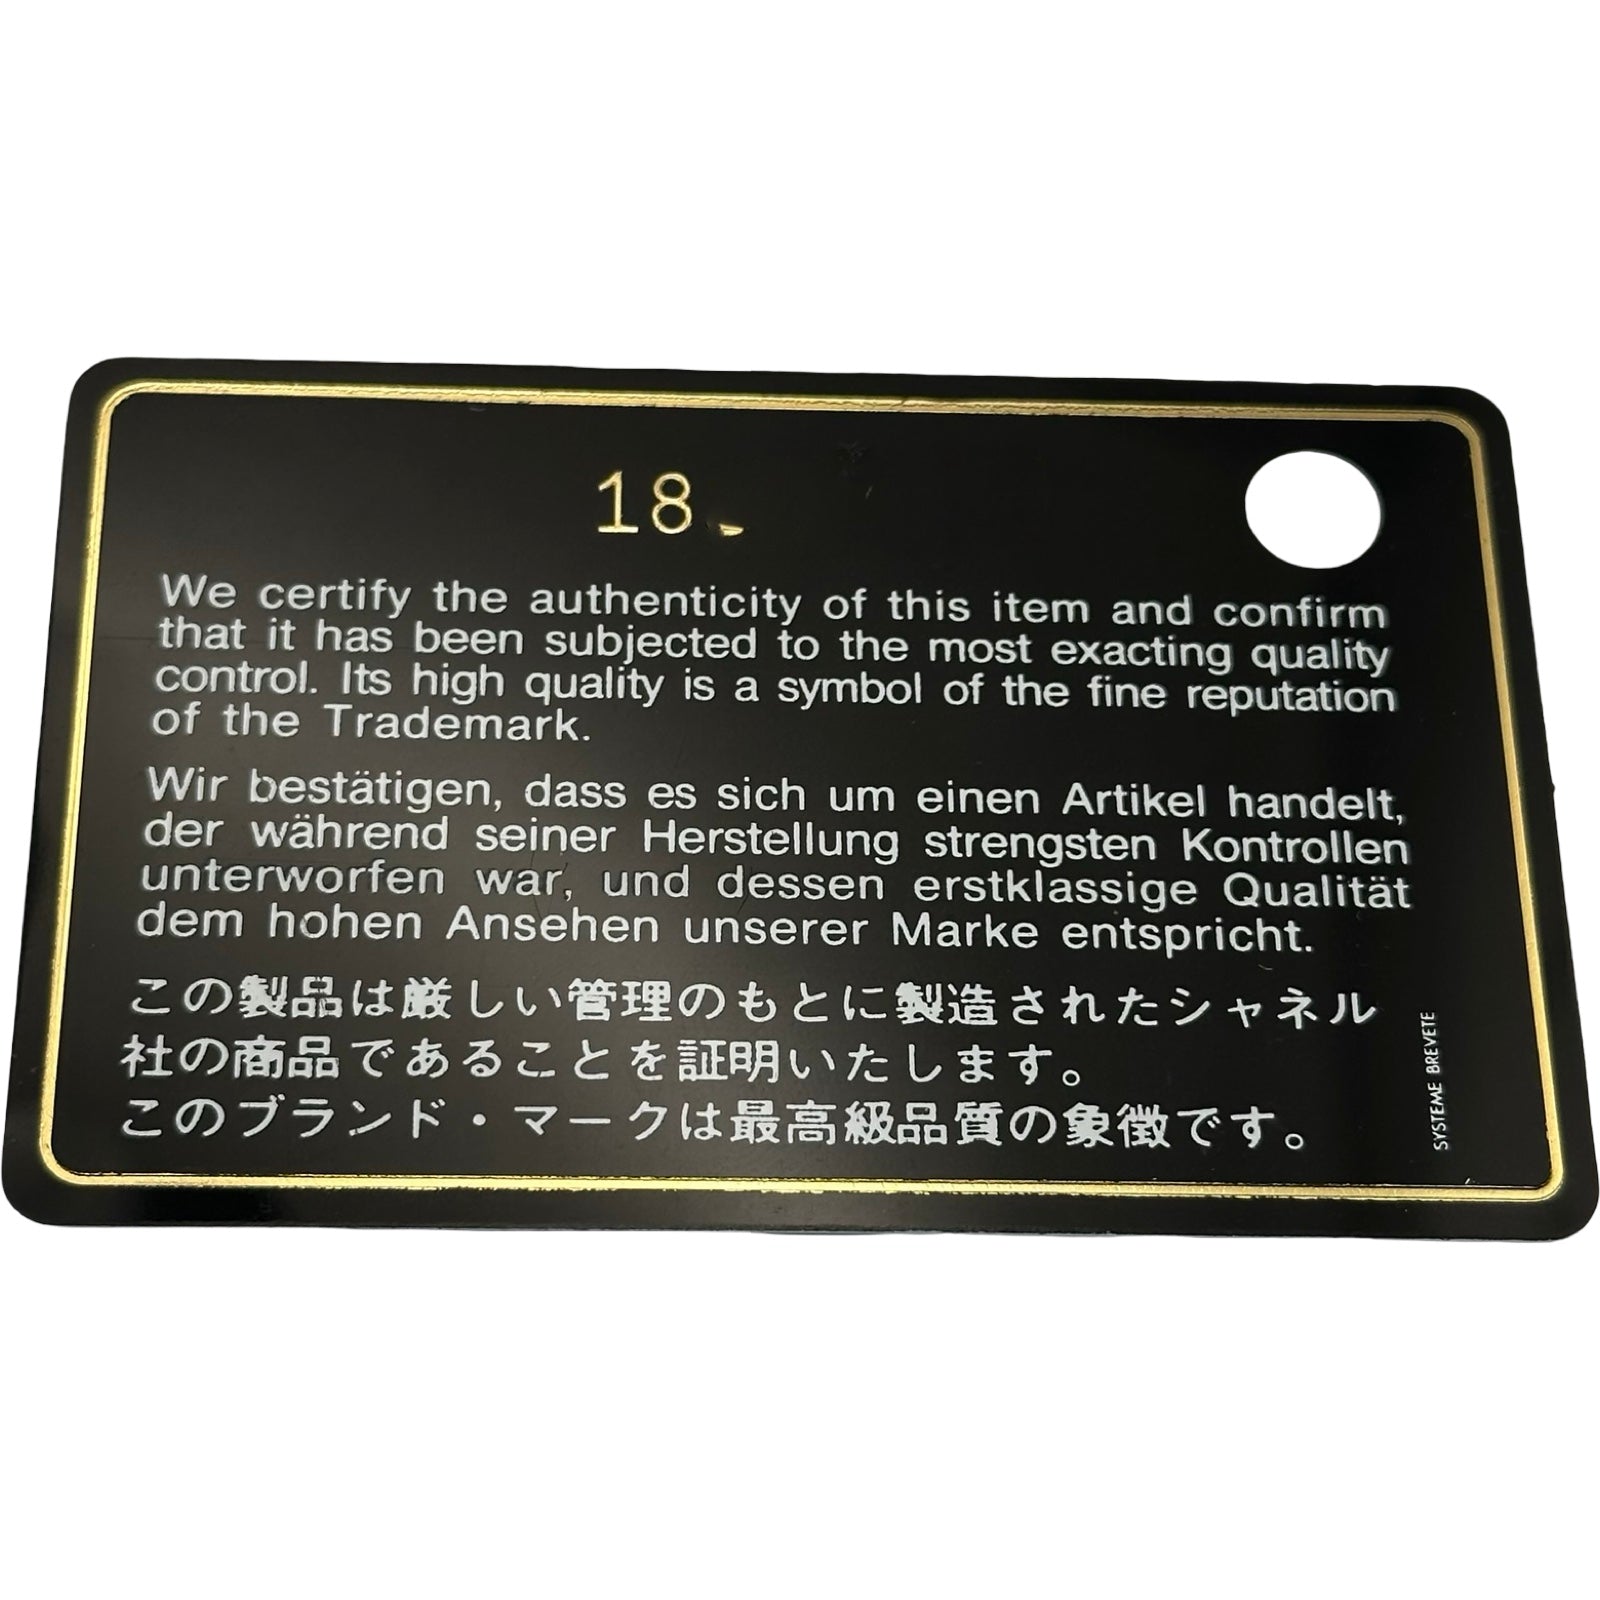 18
We certify the authenticity of this item and confirm
that it has been subjected to the most exacting quality
control. Its high quality is a symbol of the fine reputation
of the Trademark.
Wir bestätigen, dass es sich um einen Artikel handelt,
der während seiner Herstellung strengsten Kontrollen
unterworfen war, und dessen erstklassige Qualität
dem hohen Ansehen unserer Marke entspricht.
この製品は厳しい管理のもとに製造されたシャネル
社の商品であることを証明いたします。
このブランド・マークは最高級品質の象徴です。
SYSTEME BREVETE